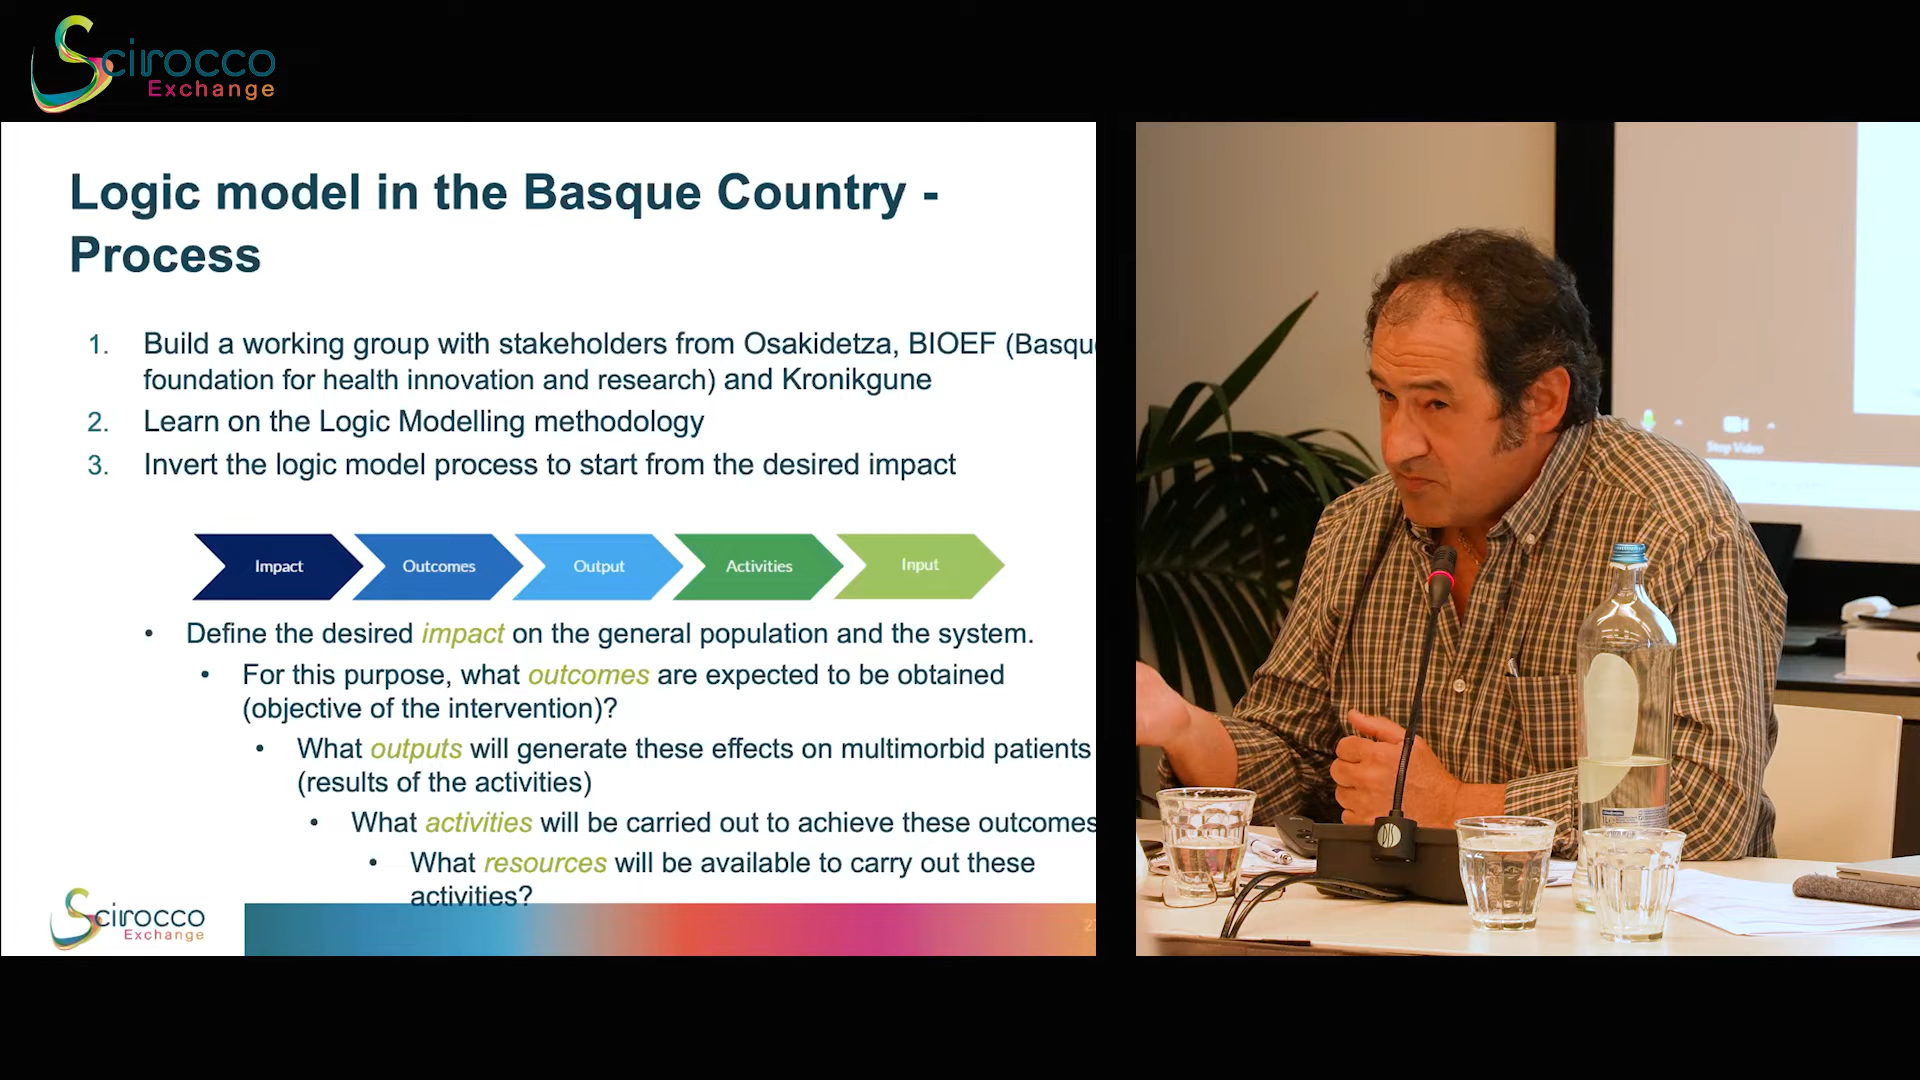 Scirocco
Exchange
Logic model in the Basque Country -
Process
1. Build a working group with stakeholders from Osakidetza, BIOEF (Basqu
foundation for health innovation and research) and Kronikgune
2. Learn on the Logic Modelling methodology
3. Invert the logic model process to start from the desired impact
Impact Outcomes Output Activities Input
• Define the desired impact on the general population and the system.
• For this purpose, what outcomes are expected to be obtained
(objective of the intervention)?
• What outputs will generate these effects on multimorbid patients
(results of the activities)
• What activities will be carried out to achieve these outcomes
• What resources will be available to carry out these
activities?
Scirocco
Exchange
Stop Video